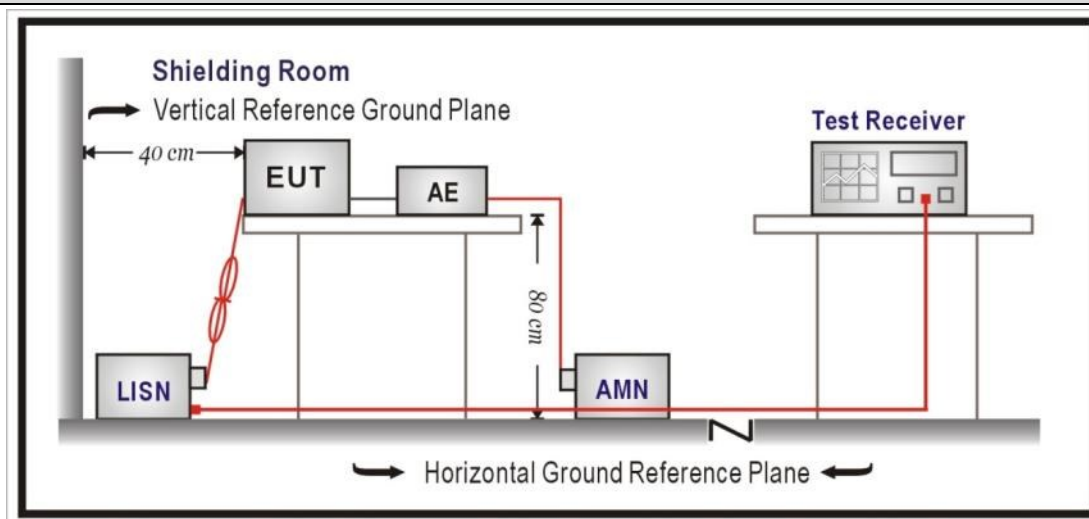 Shielding Room
Vertical Reference Ground Plane
Test Receiver
40 cm
EUT
AE
80 cm
LISN
AMN
Horizontal Ground Reference Plane